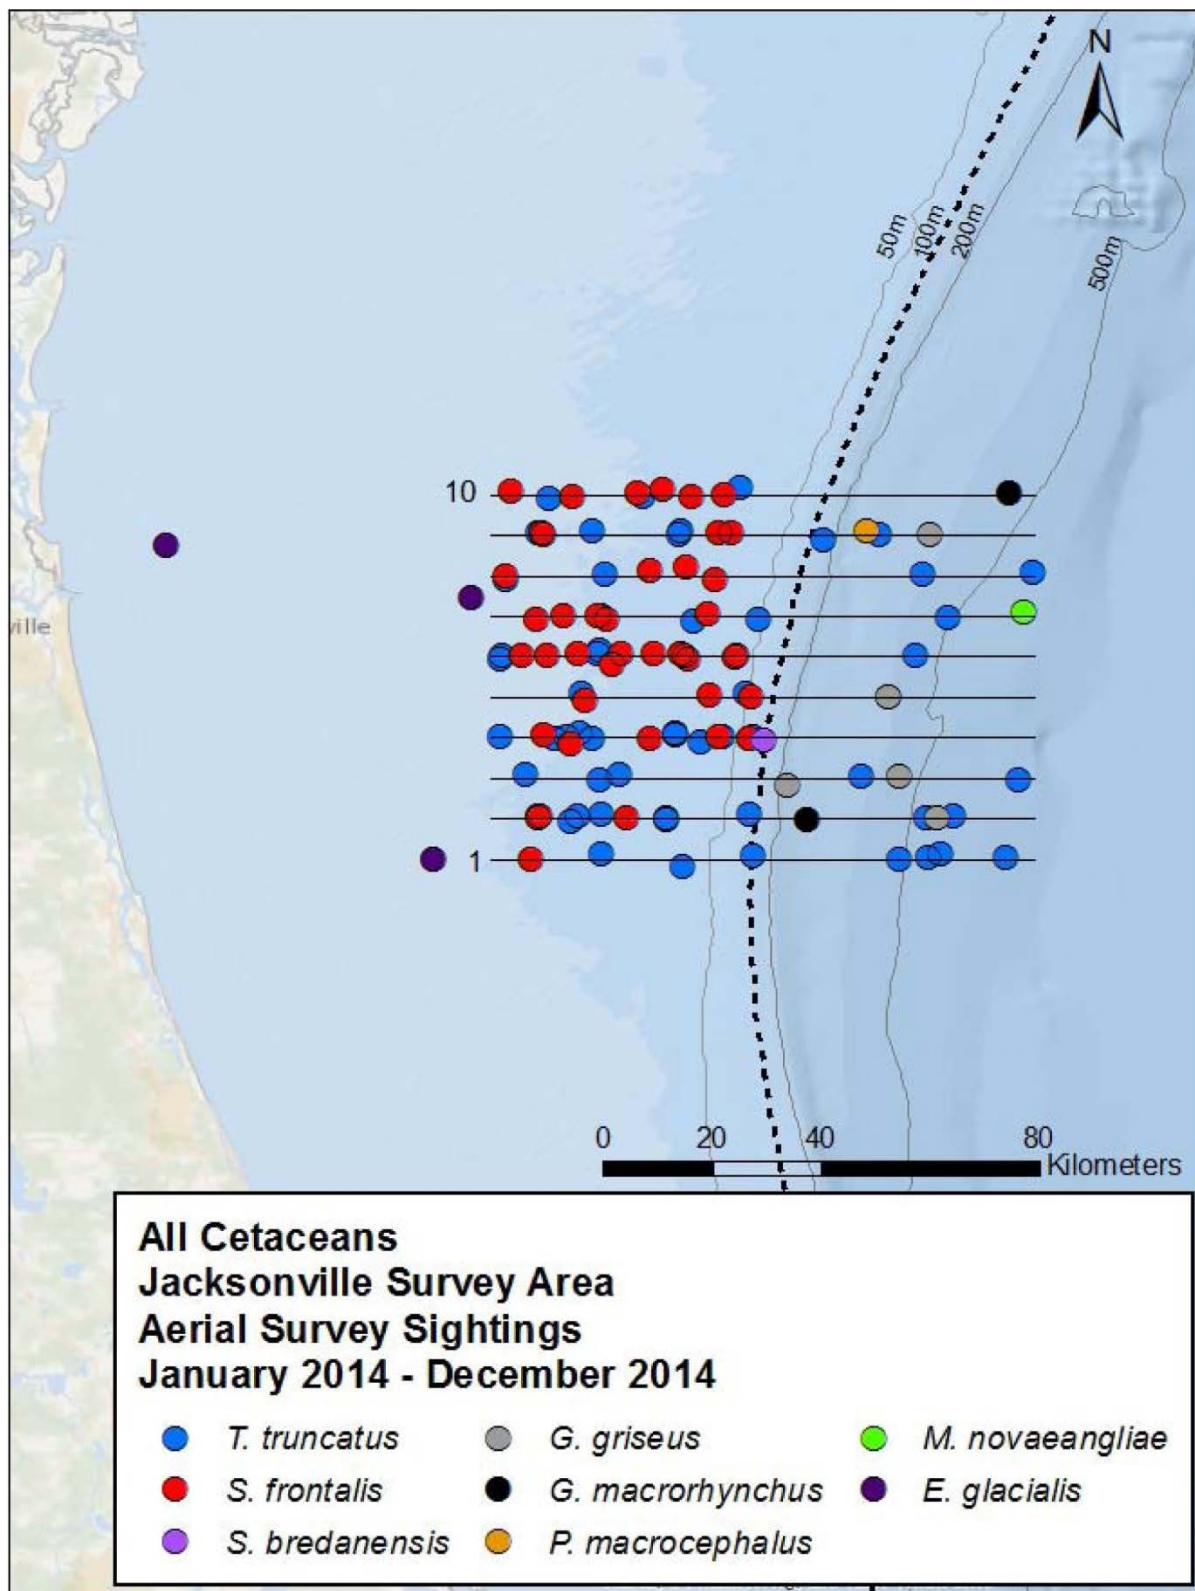 N
50m
100m
200m
500m
10
ville
1
0 20 40 80
Kilometers
All Cetaceans
Jacksonville Survey Area
Aerial Survey Sightings
January 2014 - December 2014
T. truncatus
G. griseus
M. novaeangliae
S. frontalis
G. macrorhynchus
E. glacialis
S. bredanensis
P. macrocephalus